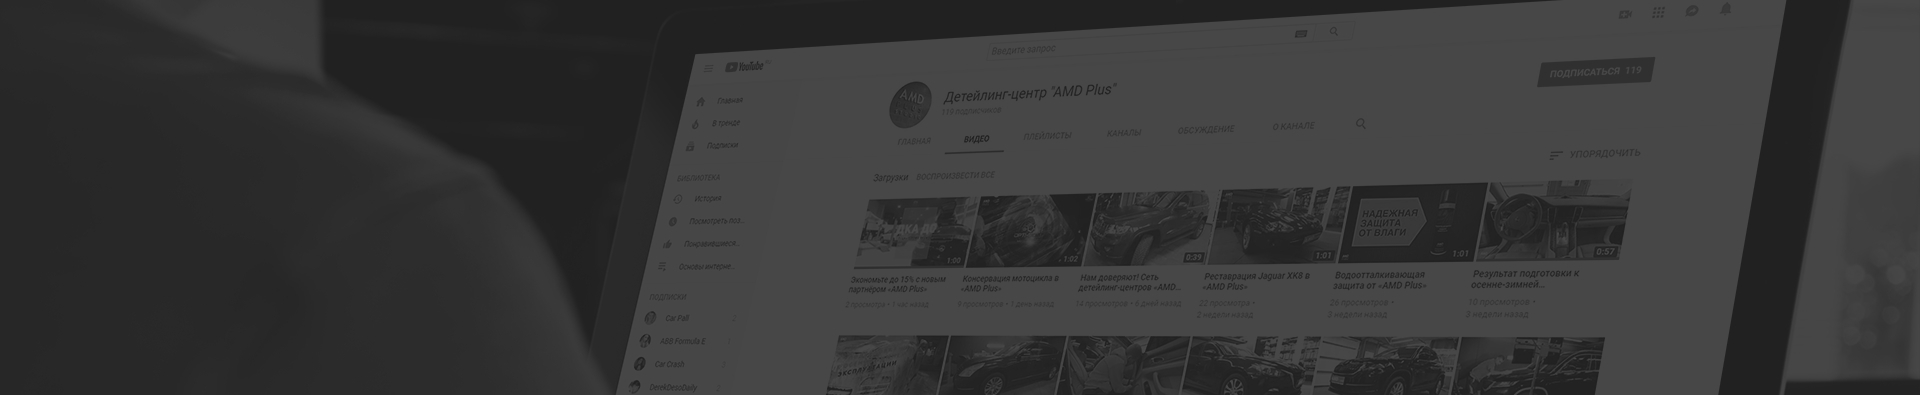 Введите запрос
YouTube
Детейлинг-центр "AMD Plus"
119 подписчиков
ПОДПИСАТЬСЯ 119
AMD
ГЛАВНАЯ ВИДЕО ПЛЕЙЛИСТЫ КАНАЛЫ ОБСУЖДЕНИЕ О КАНАЛЕ
Загрузки ВОСПРОИЗВЕСТИ ВСЕ
УПОРЯДОЧИТЬ
Главная
В тренде
Подписки
БИБЛИОТЕКА
История
Посмотреть поз...
Понравившиеся...
Основы интерне...
ПОДПИСКИ
Car Fail
ABB Formula E
Car Crash
DerekDesoDaily
1:00
1:02
0:39
1:01
НАДЕЖНАЯ
ЗАЩИТА
ОТ ВЛАГИ
1:01
0:57
Экономьте до 15% с новым
партнёром «AMD Plus»
2 просмотра • 1 час назад
Консервация мотоцикла в
«AMD Plus»
9 просмотров • 1 день назад
Нам доверяют! Сеть
детейлинг-центров «AMD...
14 просмотров • 6 дней назад
Реставрация Jaguar XK8 в
«AMD Plus»
22 просмотра •
2 недели назад
Водоотталкивающая
защита от «AMD Plus»
26 просмотров •
3 недели назад
Результат подготовки к
осенне-зимней...
10 просмотров •
3 недели назад
ЭКСПЛУАТАЦИИ